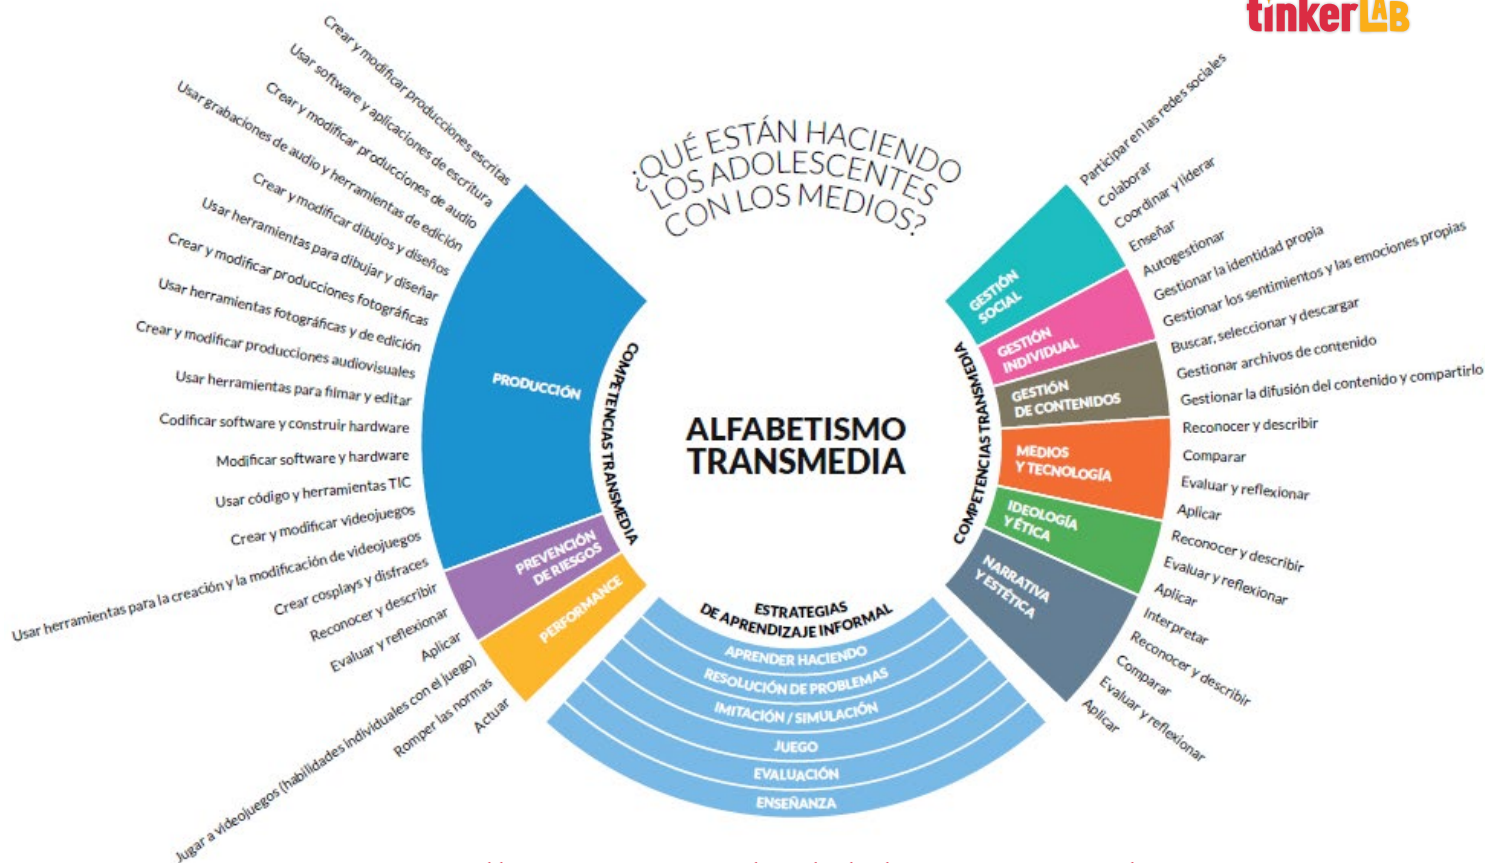 tinkerLAB
¿QUÉ ESTÁN HACIENDO
LOS ADOLESCENTES
CON LOS MEDIOS?
ALFABETISMO
TRANSMEDIA
COMPETENCIAS TRANSMEDIA
PRODUCCIÓN
Crear y modificar producciones escritas
Usar software y aplicaciones de escritura
Crear y modificar producciones de audio
Usar grabaciones de audio y herramientas de edición
Crear y modificar dibujos y diseños
Usar herramientas para dibujar y diseñar
Crear y modificar producciones fotográficas
Usar herramientas fotográficas y de edición
Crear y modificar producciones audiovisuales
Usar herramientas para filmar y editar
Codificar software y construir hardware
Modificar software y hardware
Usar código y herramientas TIC
Crear y modificar videojuegos
Usar herramientas para la creación y la modificación de videojuegos
Crear cosplays y disfraces
PREVENCIÓN
DE RIESGOS
Reconocer y describir
Evaluar y reflexionar
Aplicar
PERFORMANCE
Jugar a videojuegos (habilidades individuales con el juego)
Romper las normas
Actuar
COMPETENCIAS TRANSMEDIA
GESTIÓN
SOCIAL
Participar en las redes sociales
Colaborar
Coordinar y liderar
Enseñar
GESTIÓN
INDIVIDUAL
Autogestionar
Gestionar la identidad propia
Gestionar los sentimientos y las emociones propias
GESTIÓN
DE CONTENIDOS
Buscar, seleccionar y descargar
Gestionar archivos de contenido
Gestionar la difusión del contenido y compartirlo
MEDIOS
Y TECNOLOGÍA
Reconocer y describir
Comparar
Evaluar y reflexionar
Aplicar
IDEOLOGÍA
Y ÉTICA
Reconocer y describir
Evaluar y reflexionar
Aplicar
NARRATIVA
Y ESTÉTICA
Interpretar
Reconocer y describir
Comparar
Evaluar y reflexionar
Aplicar
ESTRATEGIAS
DE APRENDIZAJE INFORMAL
APRENDER HACIENDO
RESOLUCIÓN DE PROBLEMAS
IMITACIÓN / SIMULACIÓN
JUEGO
EVALUACIÓN
ENSEÑANZA